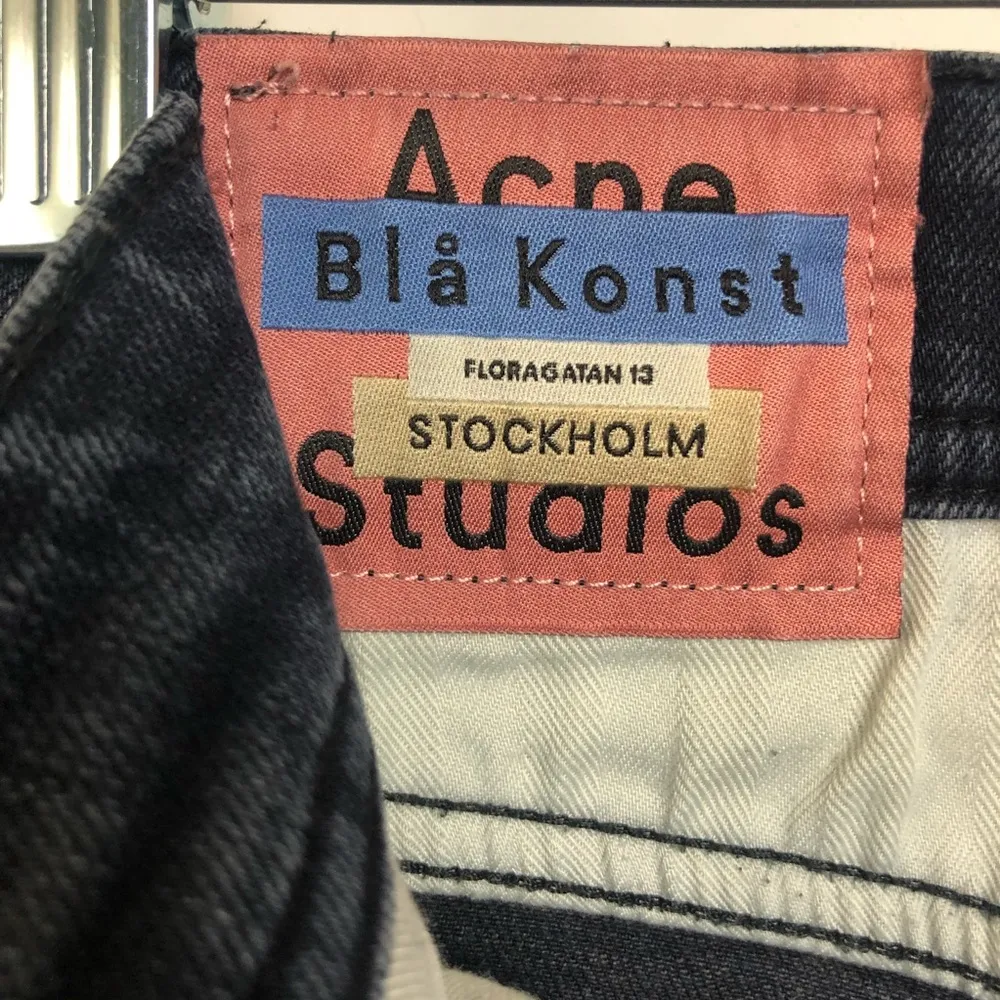 Acne
Blå Konst
FLORAGATAN 13
STOCKHOLM
Studios